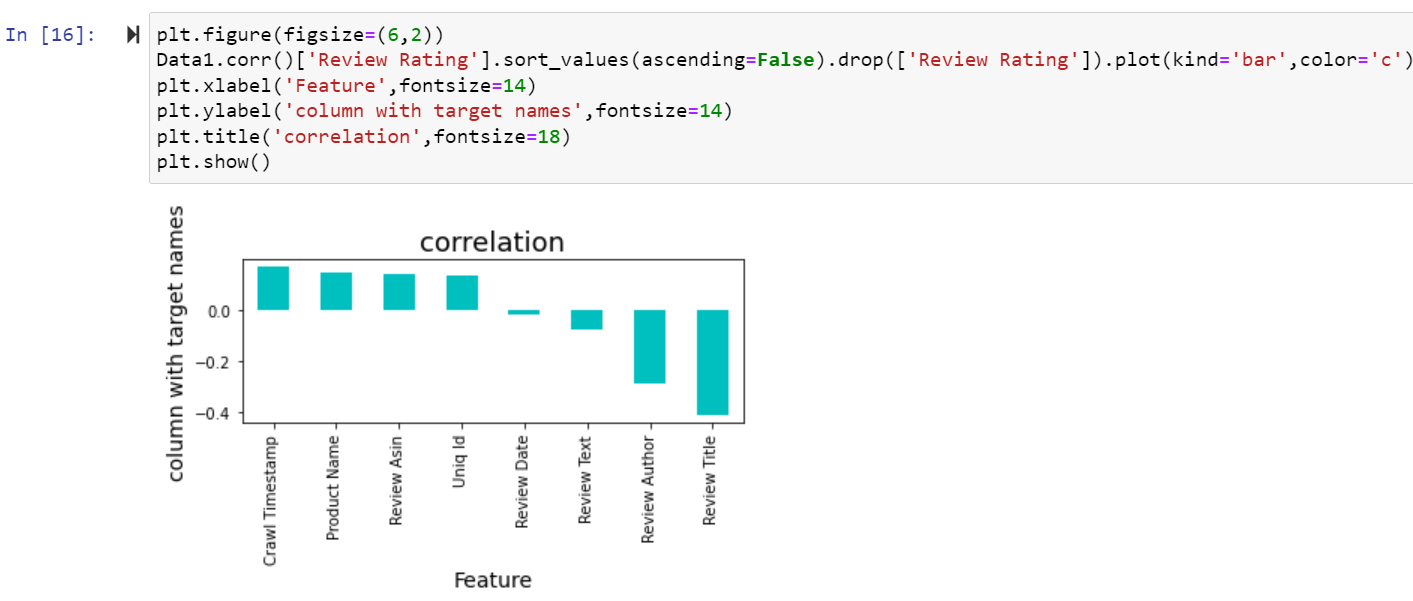 In [16]:
plt.figure(figsize=(6,2))
Data1.corr()['Review Rating'].sort_values(ascending=False).drop(['Review Rating']).plot(kind='bar',color='c')
plt.xlabel('Feature',fontsize=14)
plt.ylabel('column with target names',fontsize=14)
plt.title('correlation',fontsize=18)
plt.show()
correlation
column with target names
0.0
−0.2
−0.4
Crawl Timestamp
Product Name
Review Asin
Uniq Id
Review Date
Review Text
Review Author
Review Title
Feature